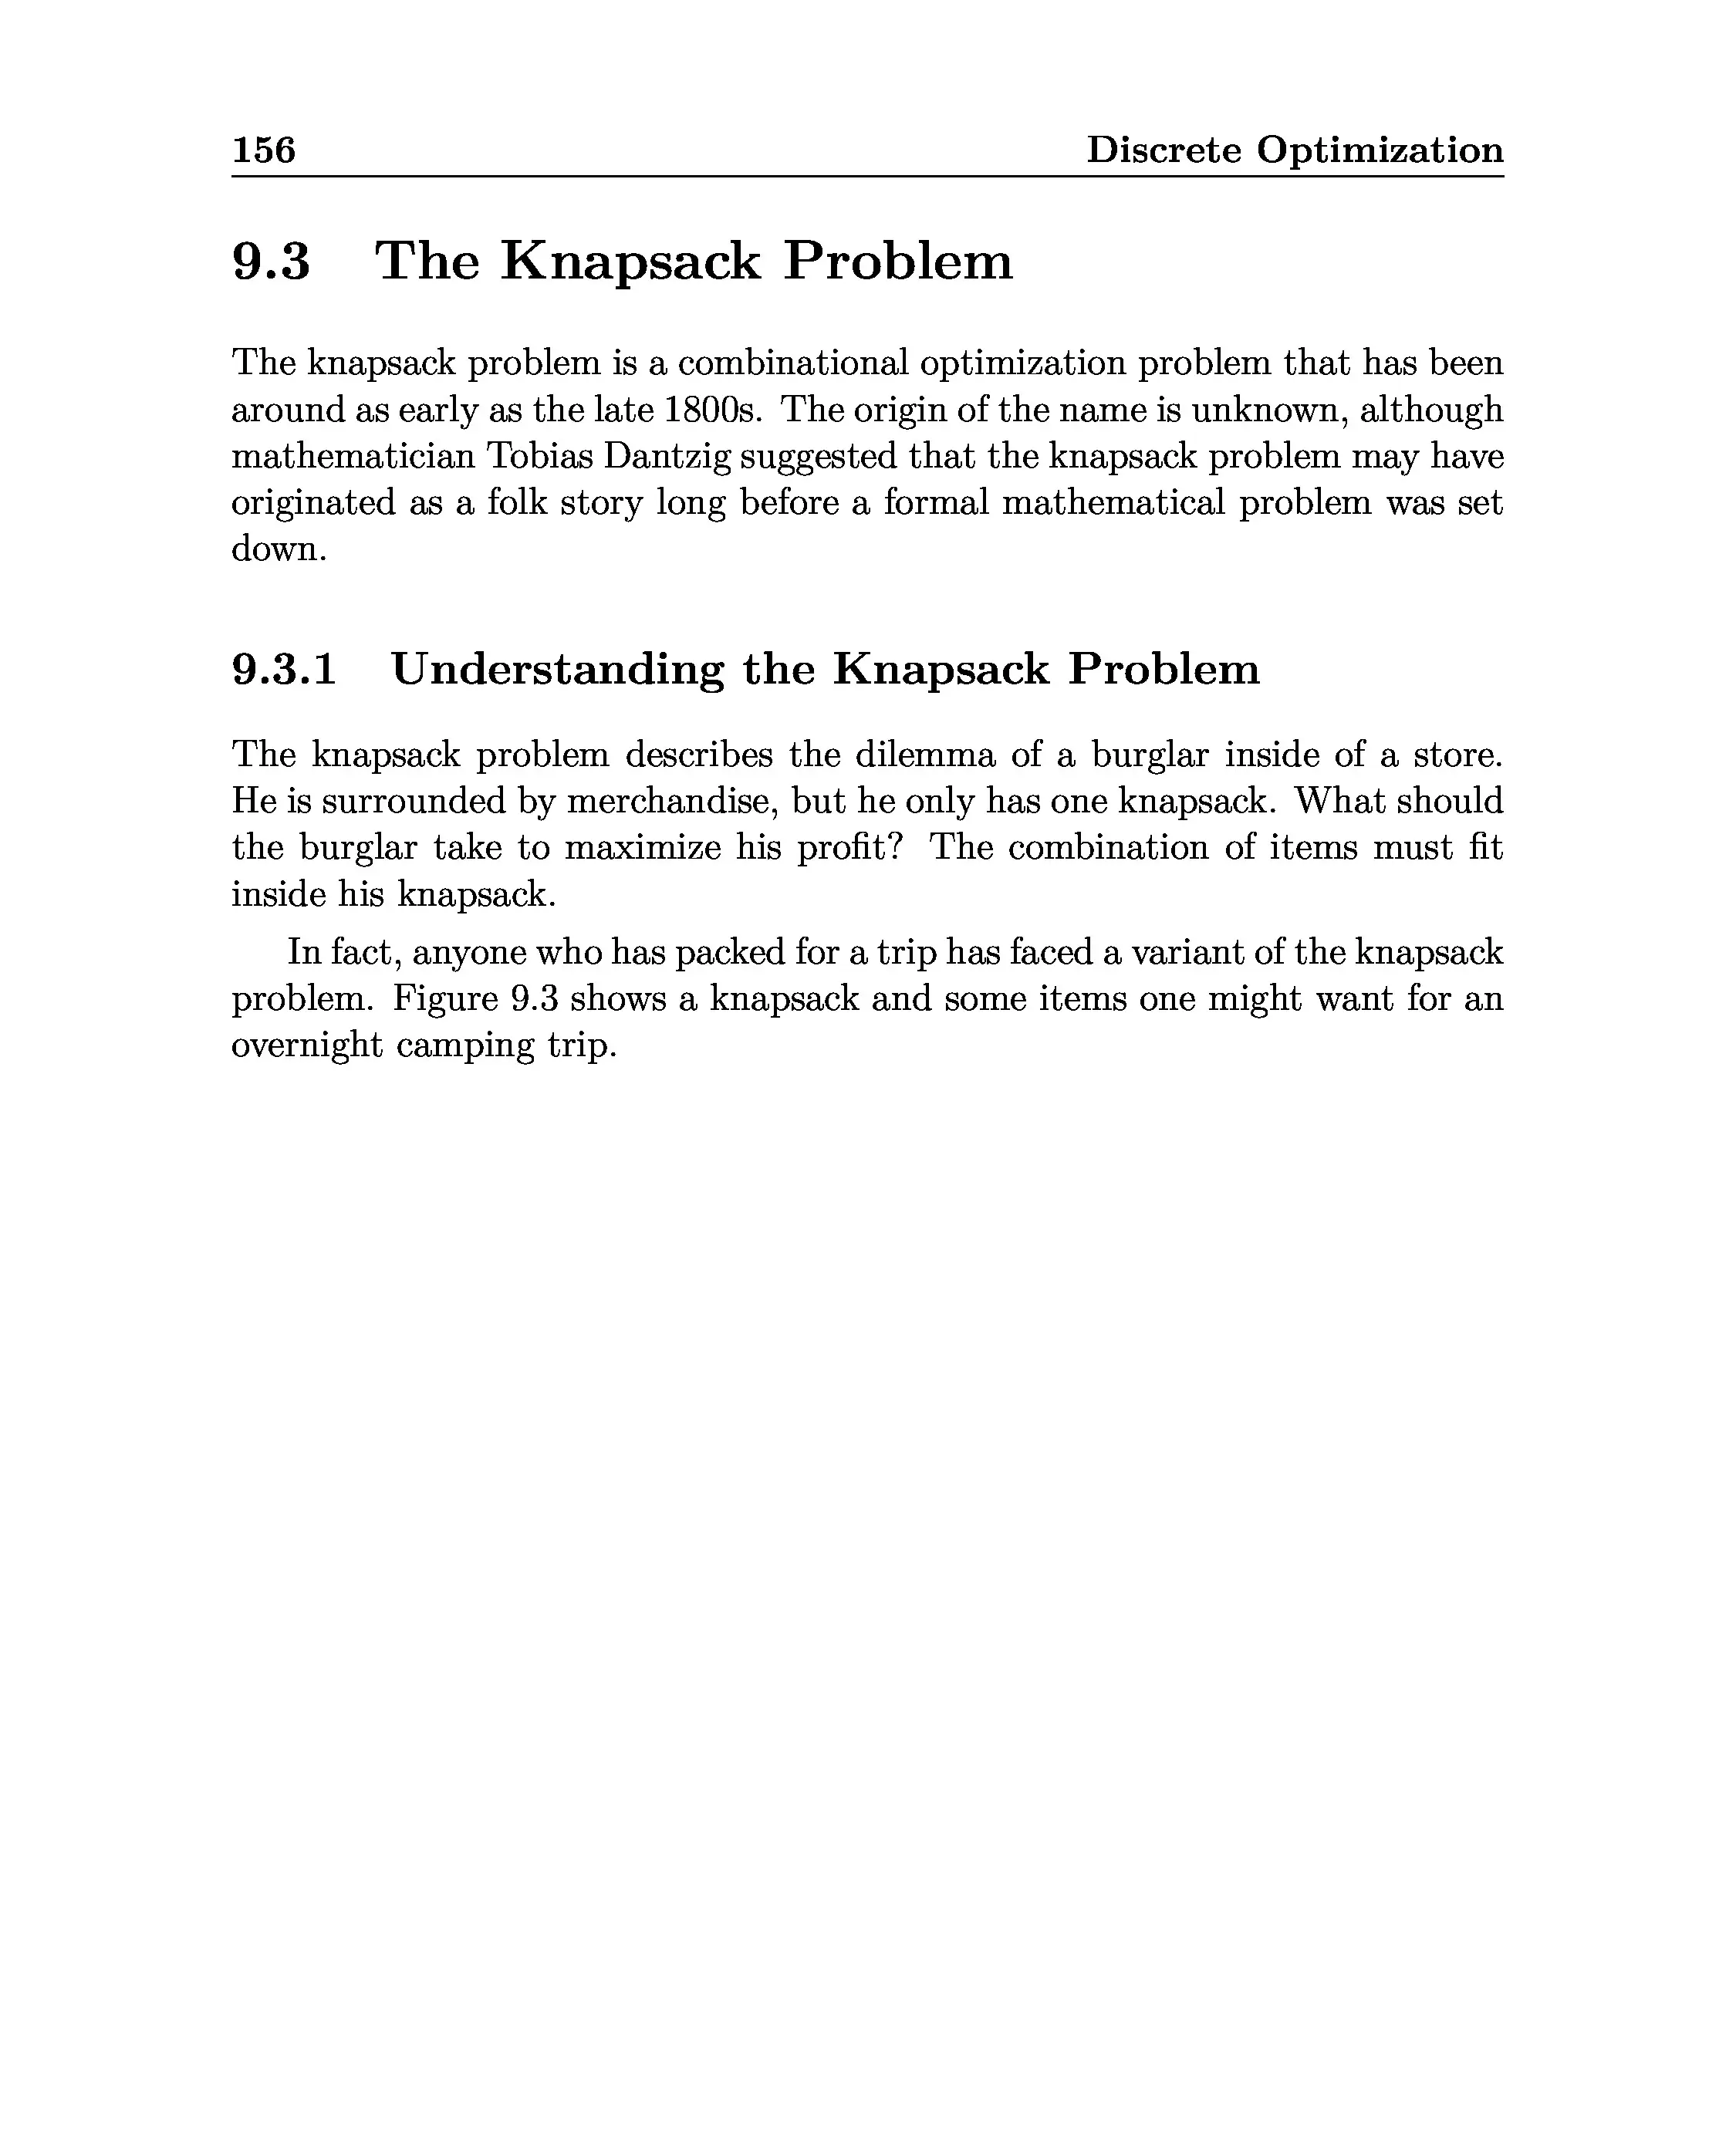 156 Discrete Optimization
9.3 The Knapsack Problem
The knapsack problem is a combinational optimization problem that has been
around as early as the late 1800s. The origin of the name is unknown, although
mathematician Tobias Dantzig suggested that the knapsack problem may have
originated as a folk story long before a formal mathematical problem was set
down.
9.3.1 Understanding the Knapsack Problem
The knapsack problem describes the dilemma of a burglar inside of a store.
He is surrounded by merchandise, but he only has one knapsack. What should
the burglar take to maximize his profit? The combination of items must fit
inside his knapsack.
In fact, anyone who has packed for a trip has faced a variant of the knapsack
problem. Figure 9.3 shows a knapsack and some items one might want for an
overnight camping trip.